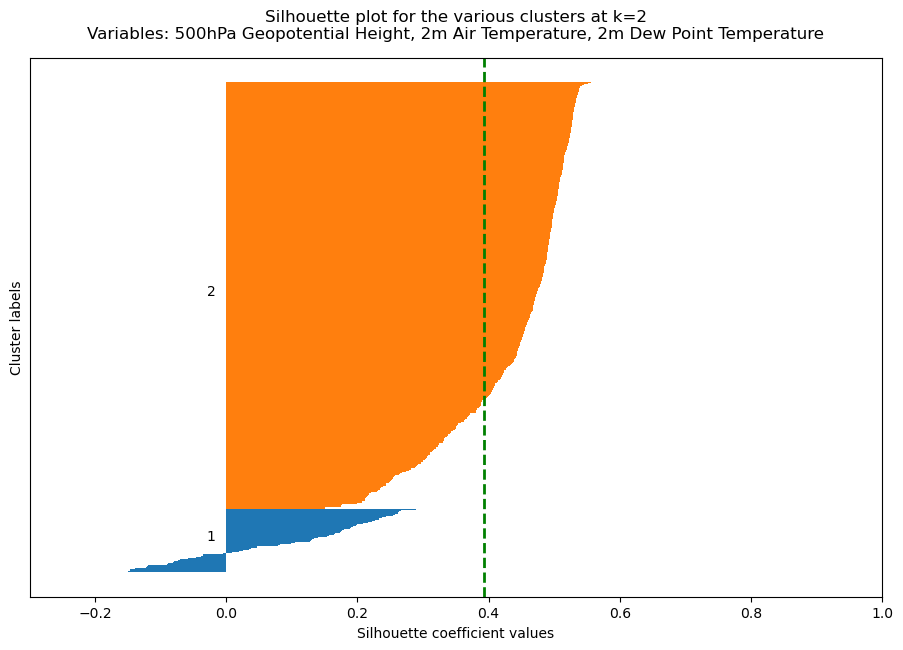 Silhouette plot for the various clusters at k=2
Variables: 500hPa Geopotential Height, 2m Air Temperature, 2m Dew Point Temperature
Cluster labels
2
1
−0.2 0.0 0.2 0.4 0.6 0.8 1.0
Silhouette coefficient values